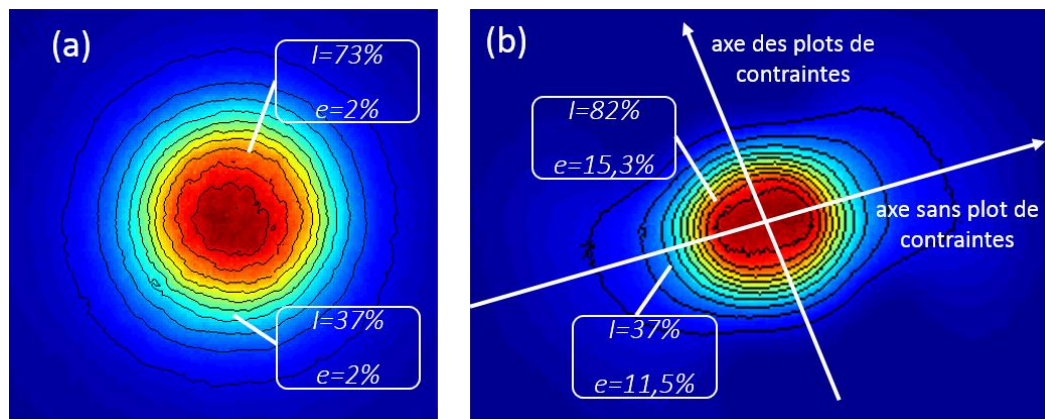 (a)
I=73%
e=2%
I=37%
e=2%
(b)
axe des plots de
contraintes
I=82%
e=15,3%
axe sans plot de
contraintes
I=37%
e=11,5%